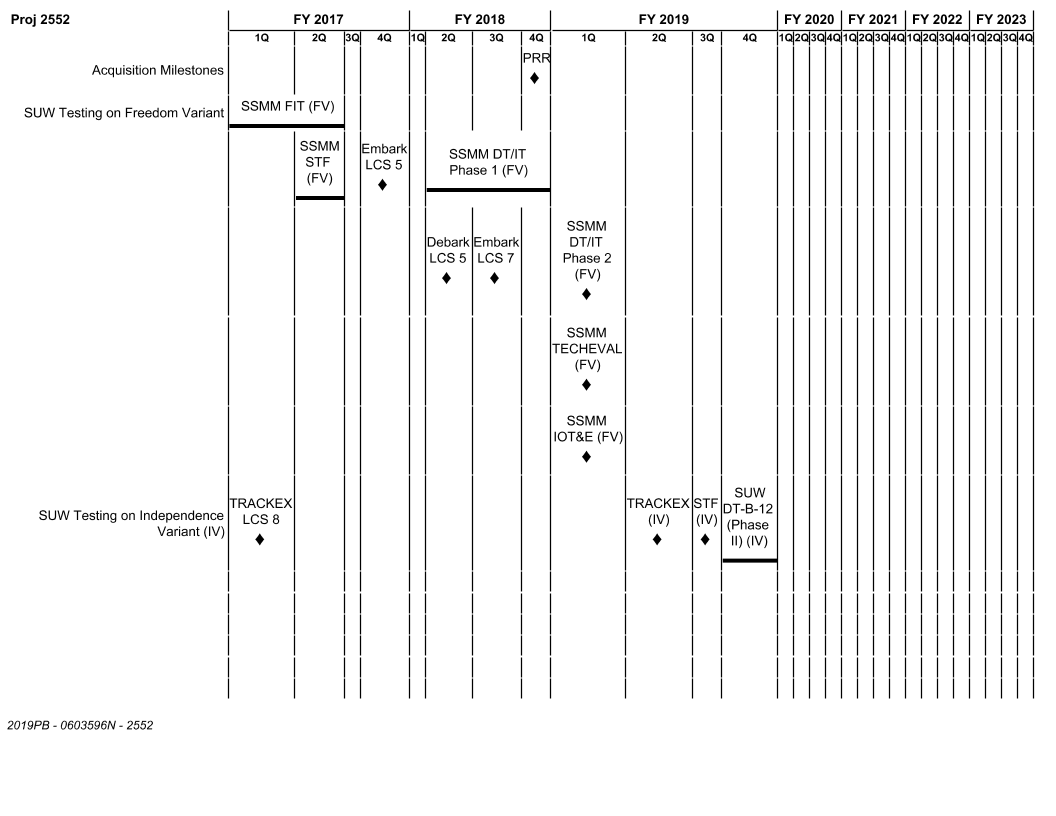 Proj 2552
FY 2017 FY 2018 FY 2019 FY 2020 FY 2021 FY 2022 FY 2023
1Q 2Q 3Q 4Q 1Q 2Q 3Q 4Q 1Q 2Q 3Q 4Q 1Q 2Q 3Q 4Q 1Q 2Q 3Q 4Q 1Q 2Q 3Q 4Q 1Q 2Q 3Q 4Q
Acquisition Milestones
PRR
SUW Testing on Freedom Variant
SSMM FIT (FV)
SSMM
STF
(FV)
Embark
LCS 5
SSMM DT/IT
Phase 1 (FV)
Debark
LCS 5
Embark
LCS 7
SSMM
DT/IT
Phase 2
(FV)
SSMM
TECHEVAL
(FV)
SSMM
IOT&E (FV)
SUW Testing on Independence
Variant (IV)
TRACKEX
LCS 8
TRACKEX
(IV)
STF
(IV)
SUW
DT-B-12
(Phase
II) (IV)
2019PB - 0603596N - 2552